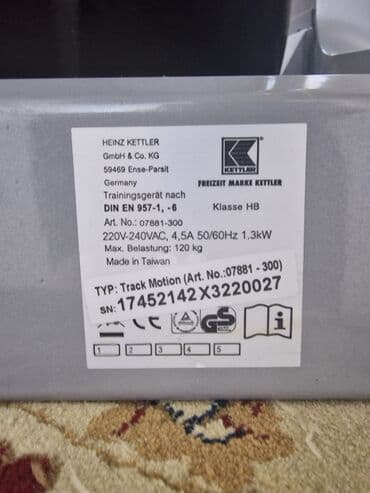 HEINZ KETTLER
GmbH & Co. KG
59469 Ense-Parsit
Germany
KETTLER
FREIZEIT MARKE KETTLER
Trainingsgerät nach
DIN EN 957-1, -6
Klasse HB
Art. No.: 07881-300
220V-240VAC, 4,5A 50/60Hz 1.3kW
Max. Belastung: 120 kg
Made in Taiwan
TYP: Track Motion (Art. No.:07881 - 300)
SN: 17452142X3220027
CE
GS
i
1 2 3 4 5